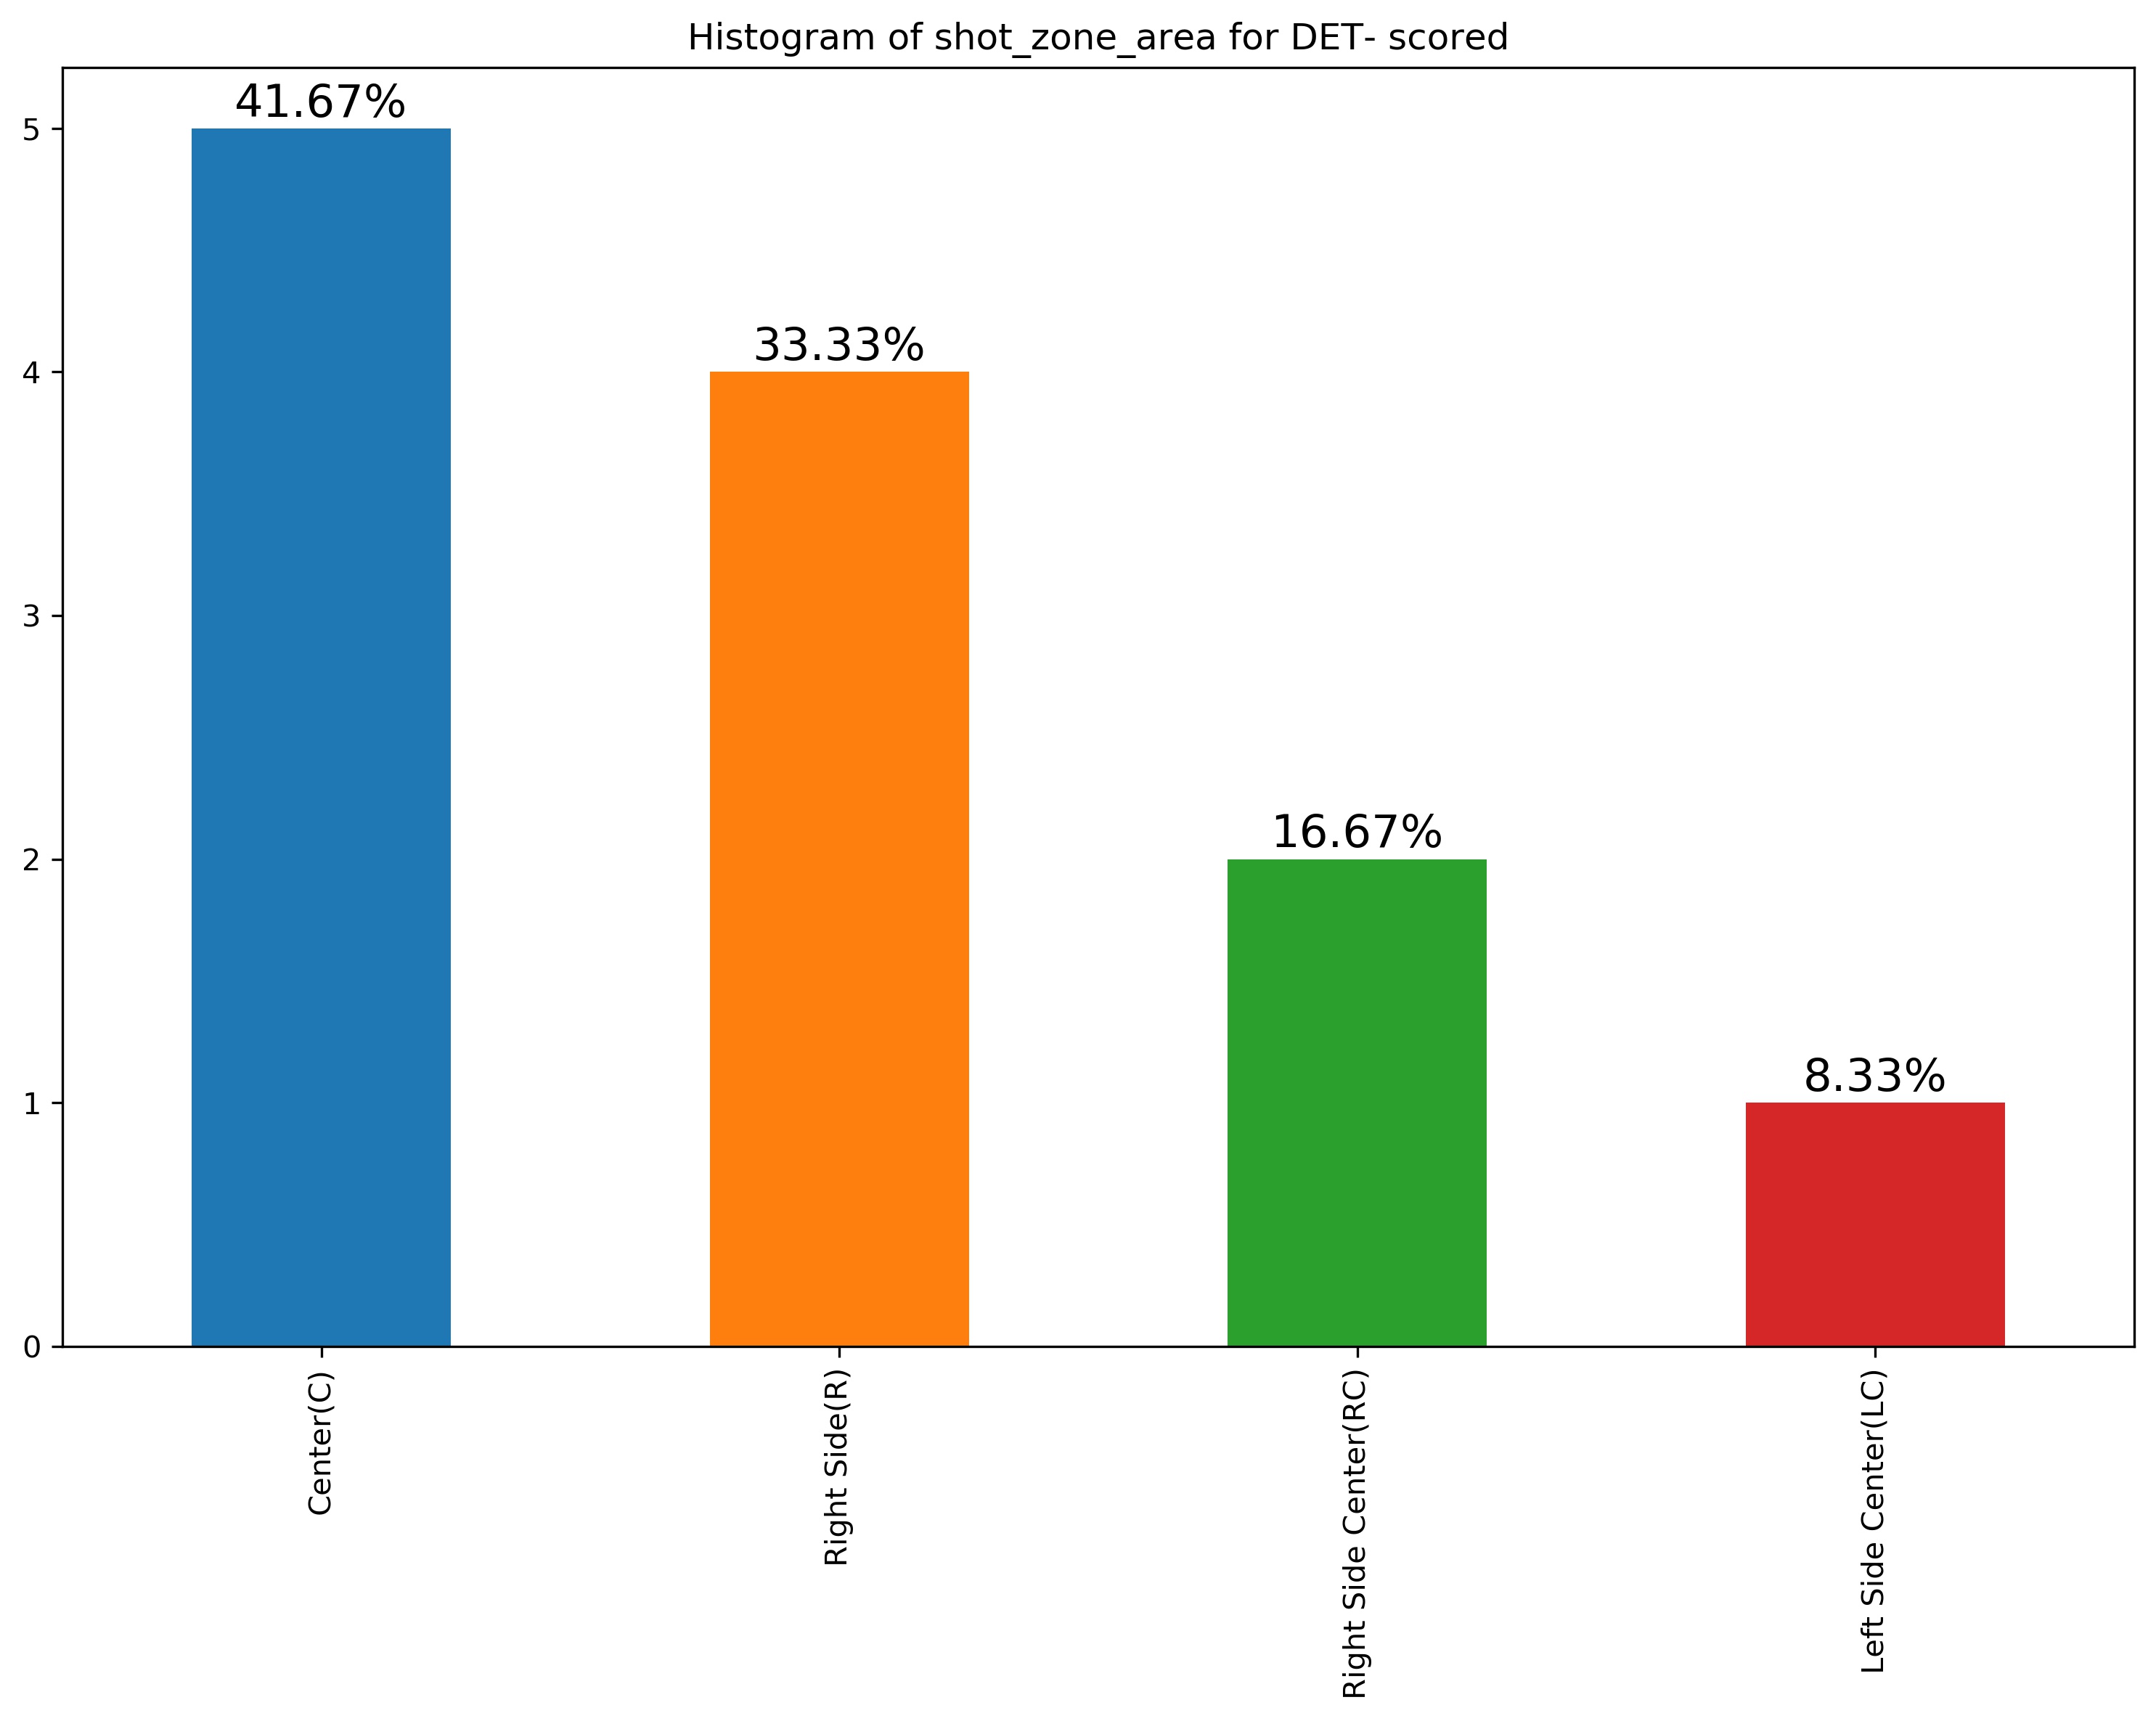 Histogram of shot_zone_area for DET- scored
41.67%
33.33%
16.67%
8.33%
5
4
3
2
1
0
Center(C)
Right Side(R)
Right Side Center(RC)
Left Side Center(LC)